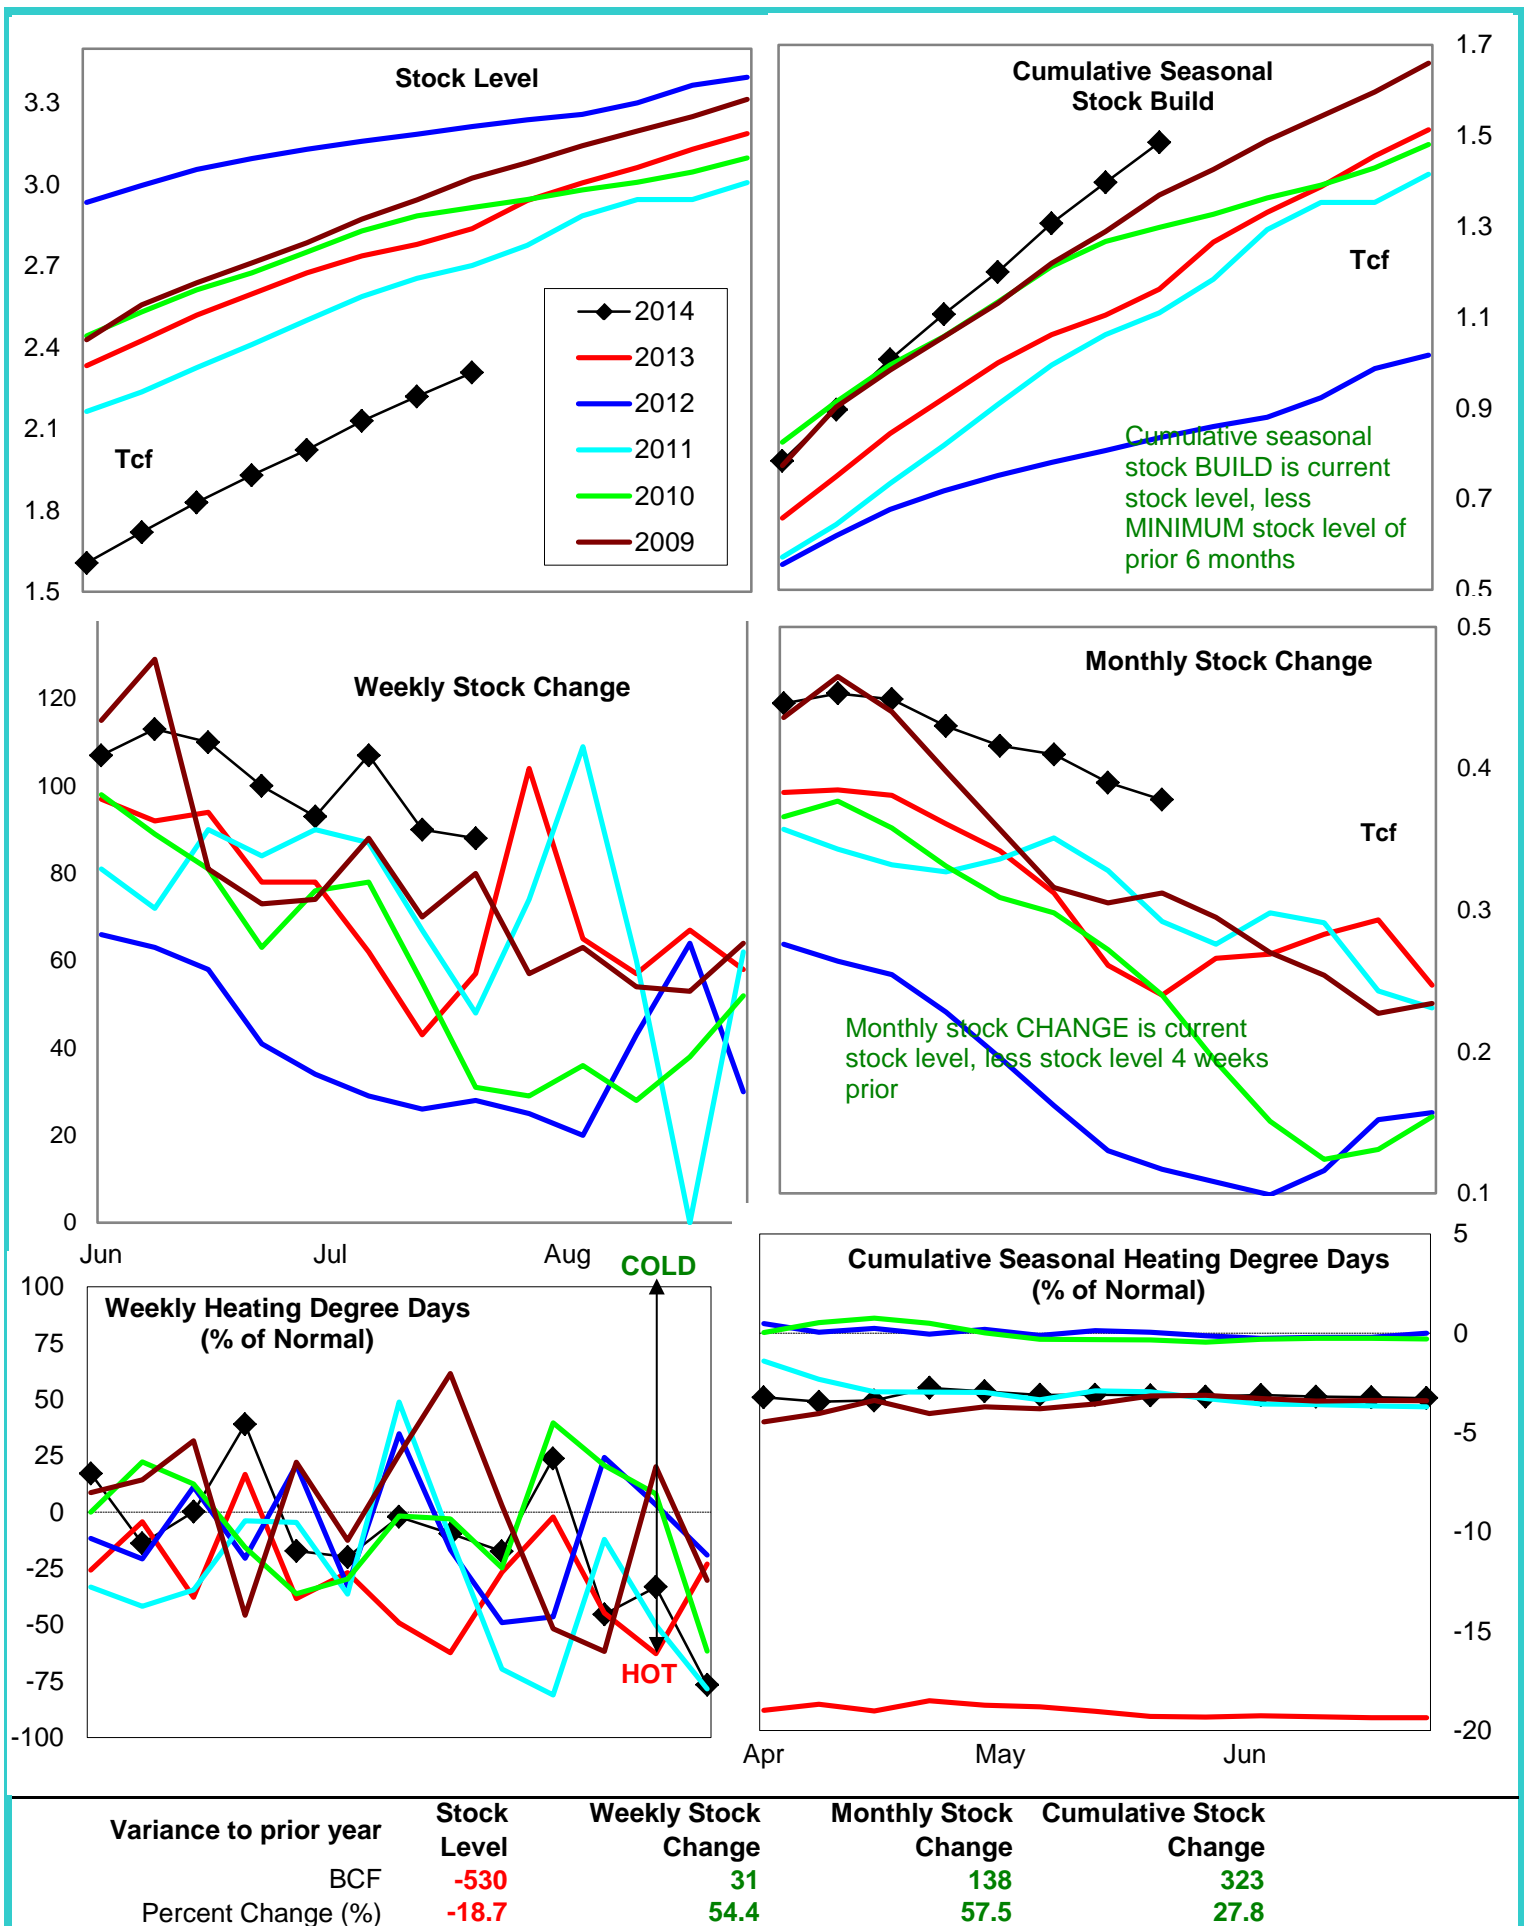 Stock Level
3.3
3.0
2.7
2.4
2.1
1.8
1.5
Tcf
2014
2013
2012
2011
2010
2009
Cumulative Seasonal
Stock Build
1.7
1.5
1.3
1.1
0.9
0.7
0.5
Tcf
Cumulative seasonal
stock BUILD is current
stock level, less
MINIMUM stock level of
prior 6 months
Weekly Stock Change
120
100
80
60
40
20
0
Jun Jul Aug
Monthly Stock Change
0.5
0.4
0.3
0.2
0.1
Tcf
Monthly stock CHANGE is current
stock level, less stock level 4 weeks
prior
COLD
Weekly Heating Degree Days
(% of Normal)
100
75
50
25
0
-25
-50
-75
-100
HOT
Cumulative Seasonal Heating Degree Days
(% of Normal)
5
0
-5
-10
-15
-20
Apr May Jun
Variance to prior year
Stock
Level
Weekly Stock
Change
Monthly Stock
Change
Cumulative Stock
Change
BCF -530 31 138 323
Percent Change (%) -18.7 54.4 57.5 27.8